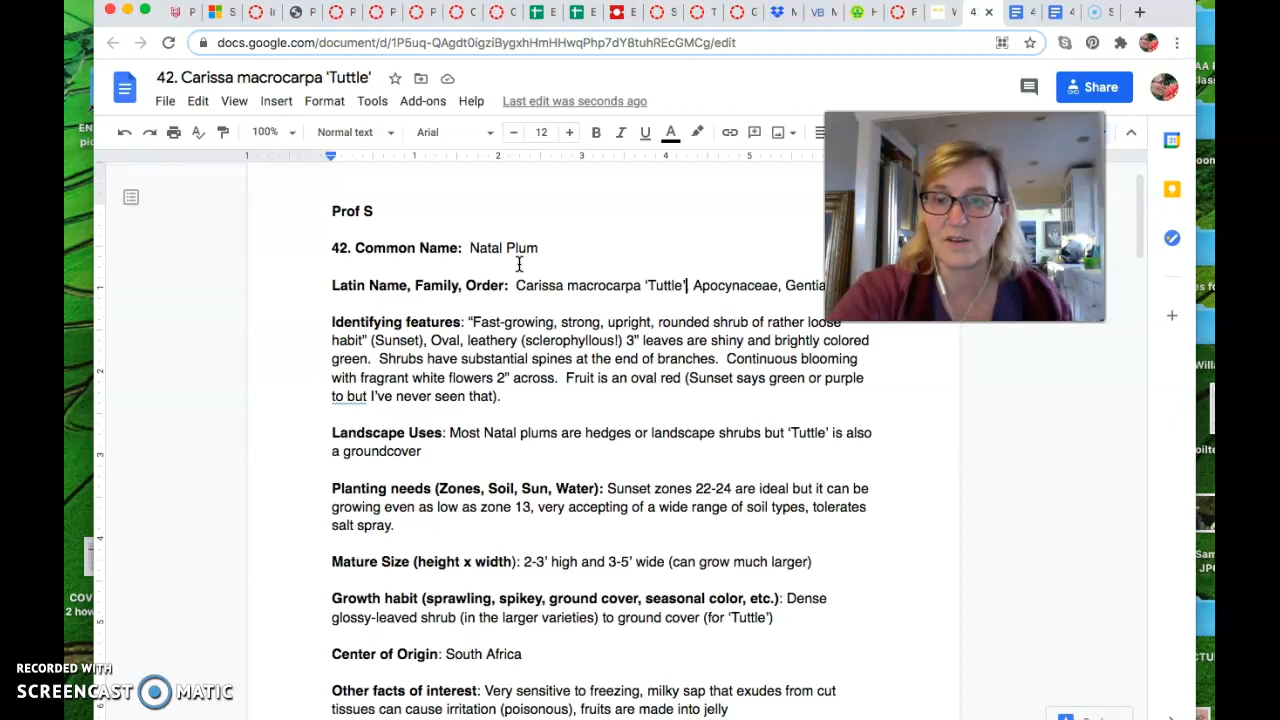 42
docs.google.com/document/d/1P5uq-QAgdt0igziBygxhHmHHwqPhp7dY8tuhREcGMCg/edit
42. Carissa macrocarpa 'Tuttle'
File Edit View Insert Format Tools Add-ons Help Last edit was seconds ago
Share
100% Normal text Arial 12
Prof S
42. Common Name: Natal Plum
Latin Name, Family, Order: Carissa macrocarpa ‘Tuttle’ Apocynaceae, Gentia
Identifying features: “Fast-growing, strong, upright, rounded shrub of rather loose
habit” (Sunset), Oval, leathery (sclerophyllous!) 3” leaves are shiny and brightly colored
green. Shrubs have substantial spines at the end of branches. Continuous blooming
with fragrant white flowers 2” across. Fruit is an oval red (Sunset says green or purple
to but I’ve never seen that).
Landscape Uses: Most Natal plums are hedges or landscape shrubs but ‘Tuttle’ is also
a groundcover
Planting needs (Zones, Soil, Sun, Water): Sunset zones 22-24 are ideal but it can be
growing even as low as zone 13, very accepting of a wide range of soil types, tolerates
salt spray.
Mature Size (height x width): 2-3’ high and 3-5’ wide (can grow much larger)
Growth habit (sprawling, spikey, ground cover, seasonal color, etc.): Dense
glossy-leaved shrub (in the larger varieties) to ground cover (for ‘Tuttle’)
Center of Origin: South Africa
Other facts of interest: Very sensitive to freezing, milky sap that exudes from cut
tissues can cause irritation (poisonous), fruits are made into jelly
RECORDED WITH
SCREENCAST MATIC